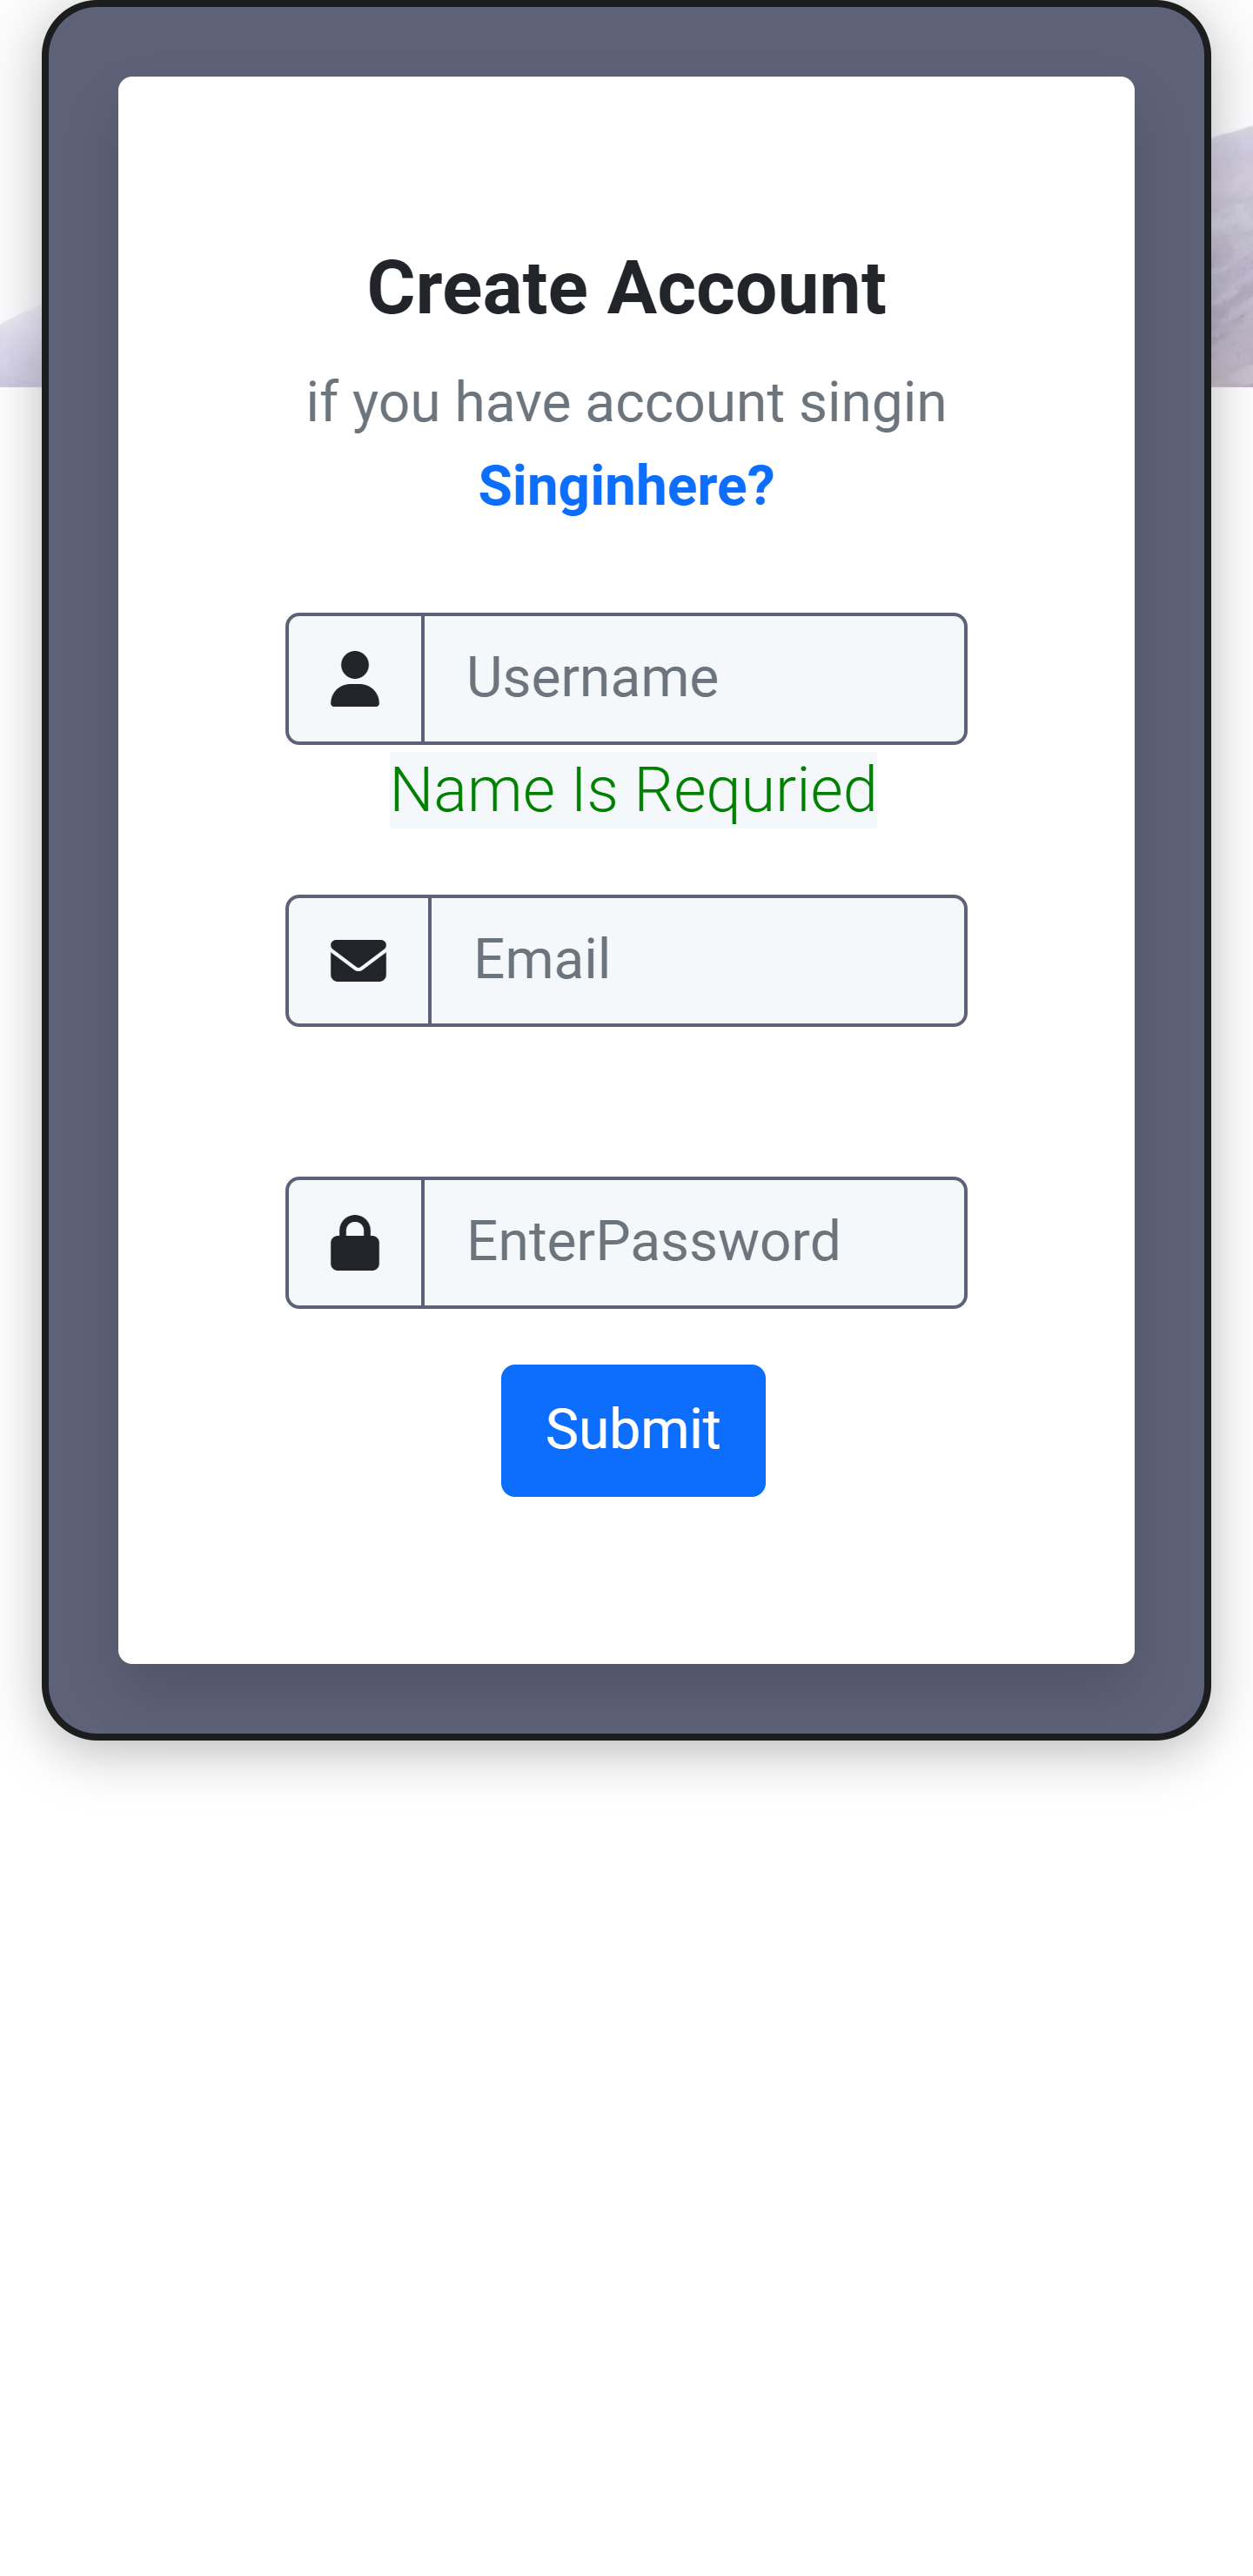 Create Account
if you have account singin
Singinhere?
Username
Name Is Requried
Email
EnterPassword
Submit